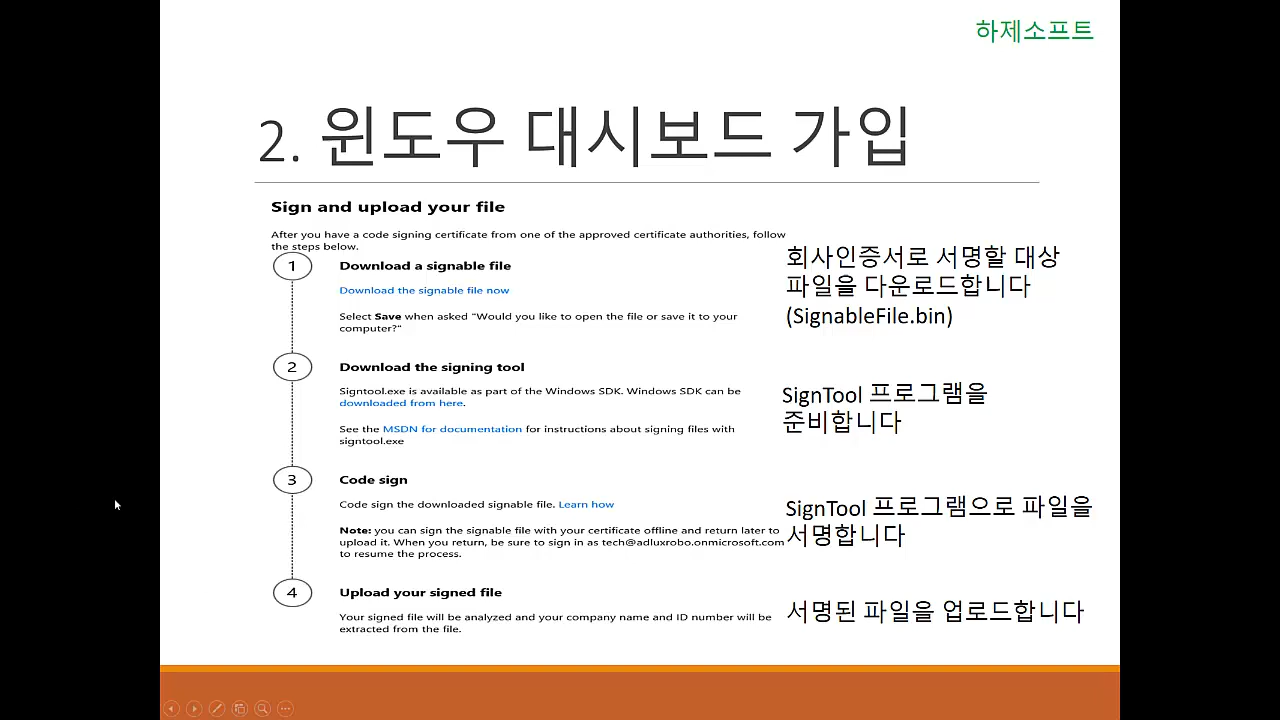 하제소프트
2. 윈도우 대시보드 가입
Sign and upload your file
After you have a code signing certificate from one of the approved certificate authorities, follow
the steps below.
1
Download a signable file
Download the signable file now
Select Save when asked "Would you like to open the file or save it to your
computer?"
회사인증서로 서명할 대상
파일을 다운로드합니다
(SignableFile.bin)
2
Download the signing tool
Signtool.exe is available as part of the Windows SDK. Windows SDK can be
downloaded from here.
See the MSDN for documentation for instructions about signing files with
signtool.exe
SignTool 프로그램을
준비합니다
3
Code sign
Code sign the downloaded signable file. Learn how
Note: you can sign the signable file with your certificate offline and return later to
upload it. When you return, be sure to sign in as tech@adluxrobo.onmicrosoft.com
to resume the process.
SignTool 프로그램으로 파일을
서명합니다
4
Upload your signed file
Your signed file will be analyzed and your company name and ID number will be
extracted from the file.
서명된 파일을 업로드합니다